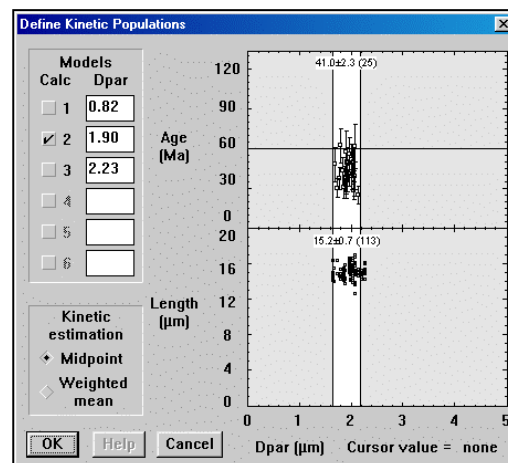 Define Kinetic Populations
Models
Calc Dpar
1 0.82
2 1.90
3 2.23
4
5
6
Kinetic
estimation
Midpoint
Weighted
mean
OK Help Cancel
41.0±2.3 (25)
120
90
Age
(Ma)
60
30
0
15.2±0.7 (113)
20
16
Length
(µm)
12
8
4
0
0 1 2 3 4 5
Dpar (µm) Cursor value = none